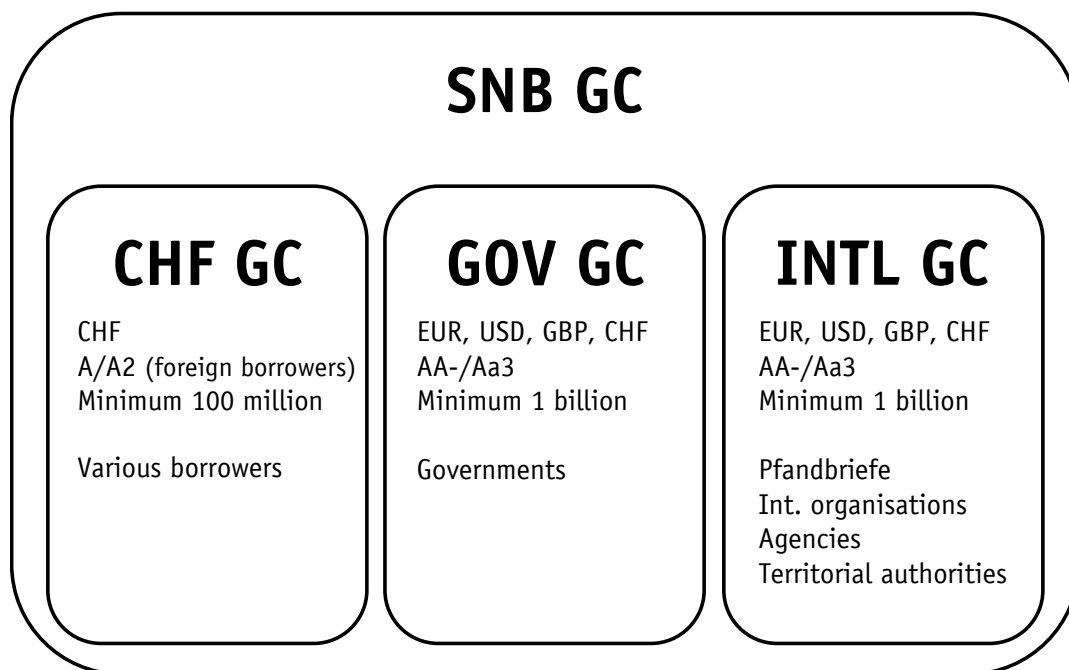 SNB GC
CHF GC
CHF
A/A2 (foreign borrowers)
Minimum 100 million
Various borrowers
GOV GC
EUR, USD, GBP, CHF
AA-/Aa3
Minimum 1 billion
Governments
INTL GC
EUR, USD, GBP, CHF
AA-/Aa3
Minimum 1 billion
Pfandbriefe
Int. organisations
Agencies
Territorial authorities